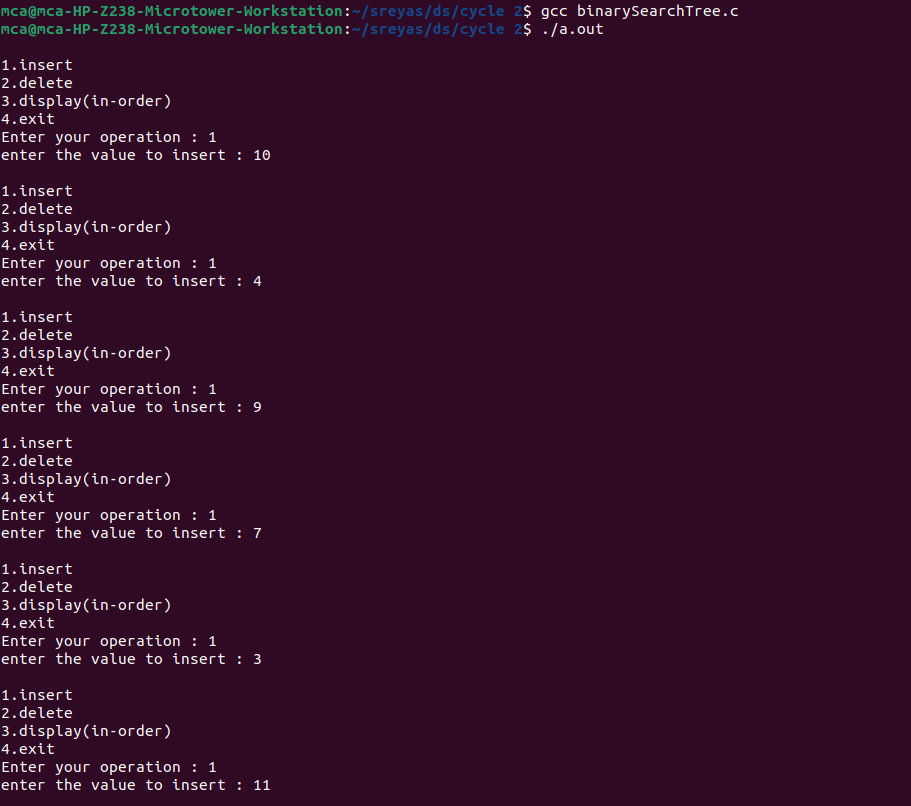 mca@mca-HP-Z238-Microtower-Workstation:~/sreyas/ds/cycle 2$ gcc binarySearchTree.c
mca@mca-HP-Z238-Microtower-Workstation:~/sreyas/ds/cycle 2$ ./a.out
1.insert
2.delete
3.display(in-order)
4.exit
Enter your operation : 1
enter the value to insert : 10
1.insert
2.delete
3.display(in-order)
4.exit
Enter your operation : 1
enter the value to insert : 4
1.insert
2.delete
3.display(in-order)
4.exit
Enter your operation : 1
enter the value to insert : 9
1.insert
2.delete
3.display(in-order)
4.exit
Enter your operation : 1
enter the value to insert : 7
1.insert
2.delete
3.display(in-order)
4.exit
Enter your operation : 1
enter the value to insert : 3
1.insert
2.delete
3.display(in-order)
4.exit
Enter your operation : 1
enter the value to insert : 11